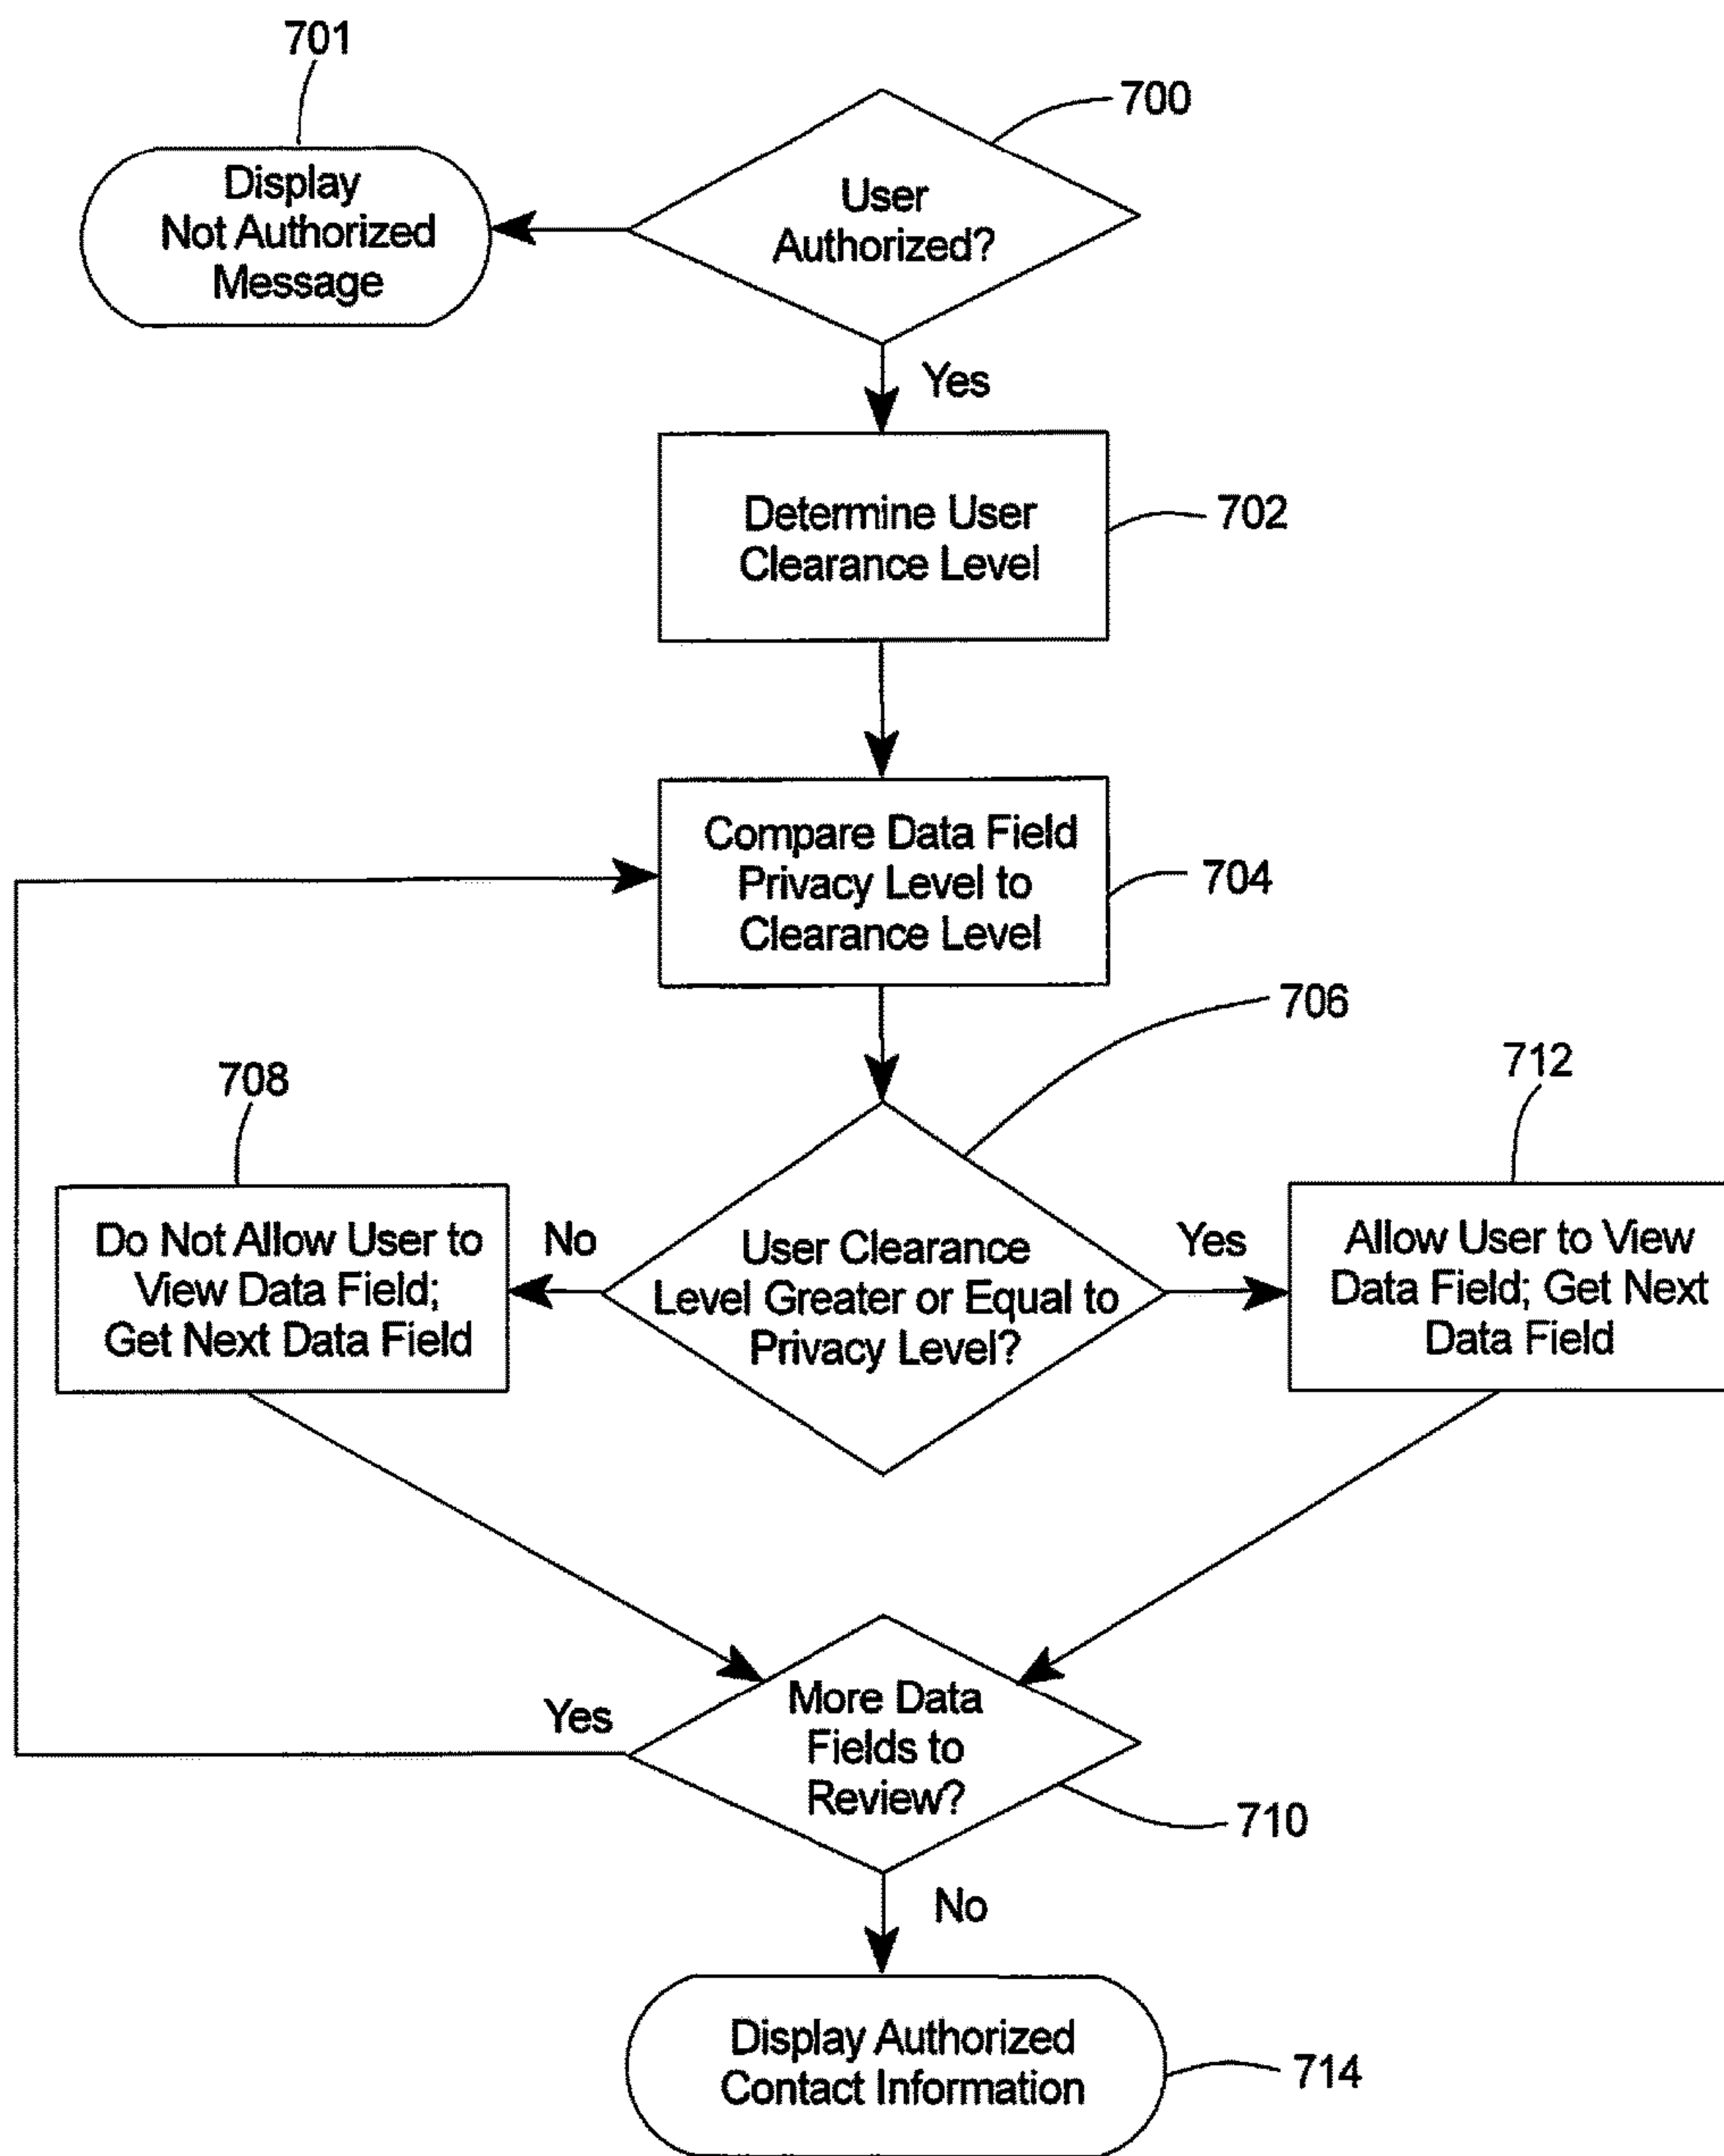 701
700
Display
Not Authorized
Message
User
Authorized?
Yes
Determine User
Clearance Level
702
Compare Data Field
Privacy Level to
Clearance Level
704
706
708
712
Do Not Allow User to
View Data Field;
Get Next Data Field
No
User Clearance
Level Greater or Equal to
Privacy Level?
Yes
Allow User to View
Data Field; Get Next
Data Field
Yes
More Data
Fields to
Review?
710
No
Display Authorized
Contact Information
714